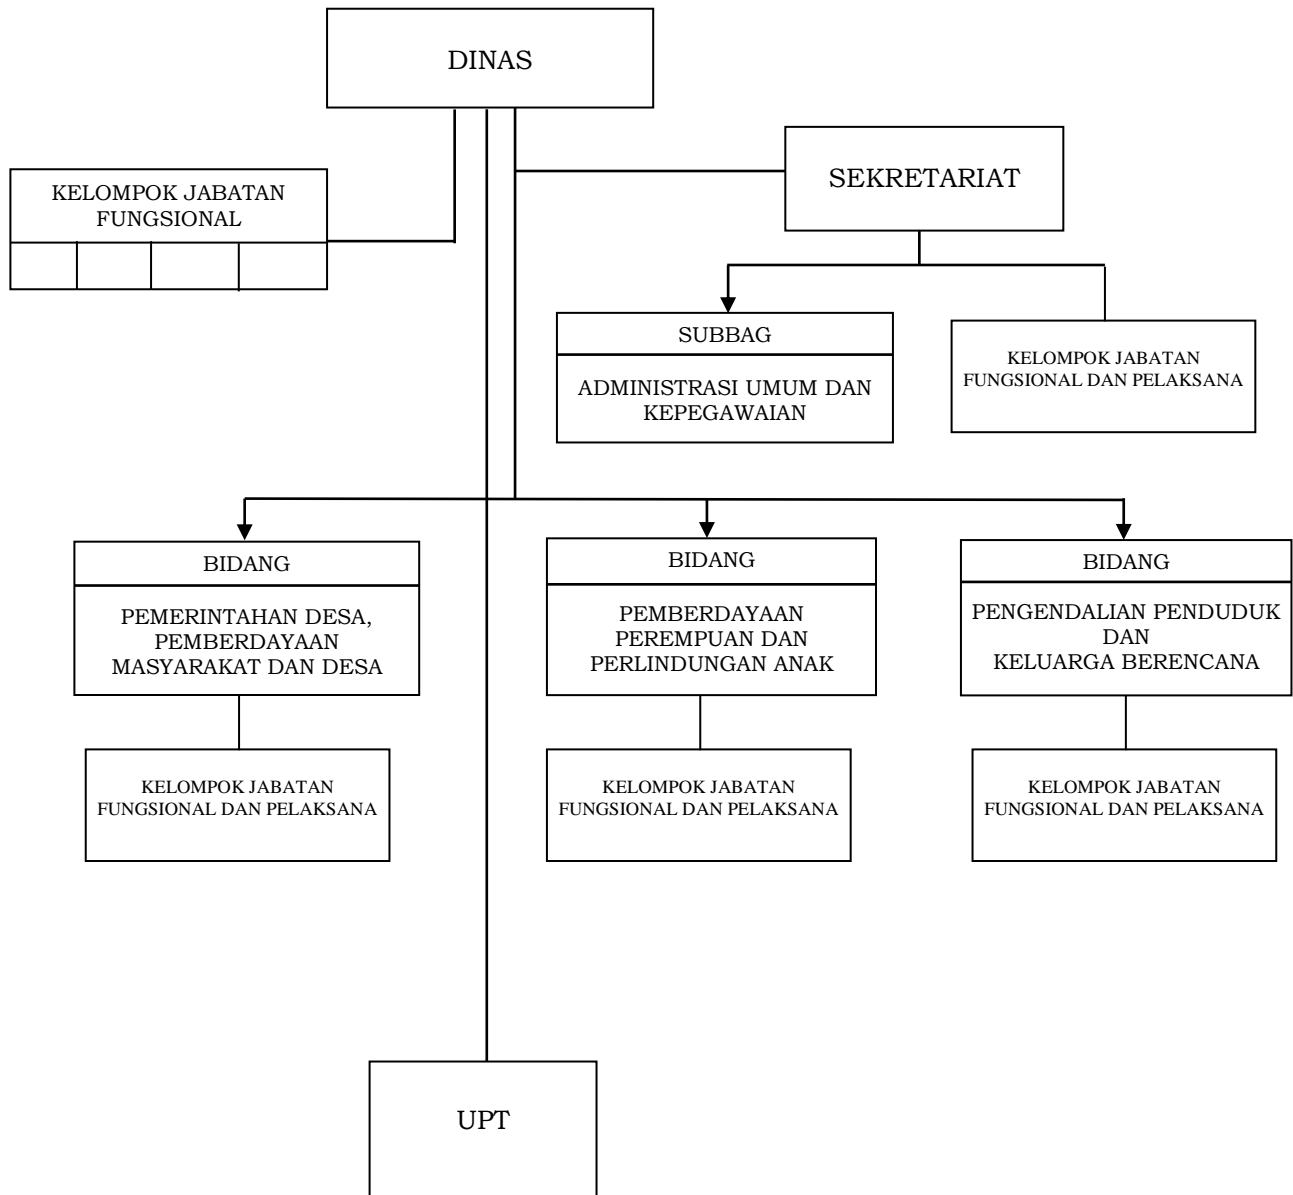 DINAS
SEKRETARIAT
KELOMPOK JABATAN
FUNGSIONAL
SUBBAG
ADMINISTRASI UMUM DAN
KEPEGAWAIAN
KELOMPOK JABATAN
FUNGSIONAL DAN PELAKSANA
BIDANG
PEMERINTAHAN DESA,
PEMBERDAYAAN
MASYARAKAT DAN DESA
BIDANG
PEMBERDAYAAN
PEREMPUAN DAN
PERLINDUNGAN ANAK
BIDANG
PENGENDALIAN PENDUDUK
DAN
KELUARGA BERENCANA
KELOMPOK JABATAN
FUNGSIONAL DAN PELAKSANA
KELOMPOK JABATAN
FUNGSIONAL DAN PELAKSANA
KELOMPOK JABATAN
FUNGSIONAL DAN PELAKSANA
UPT